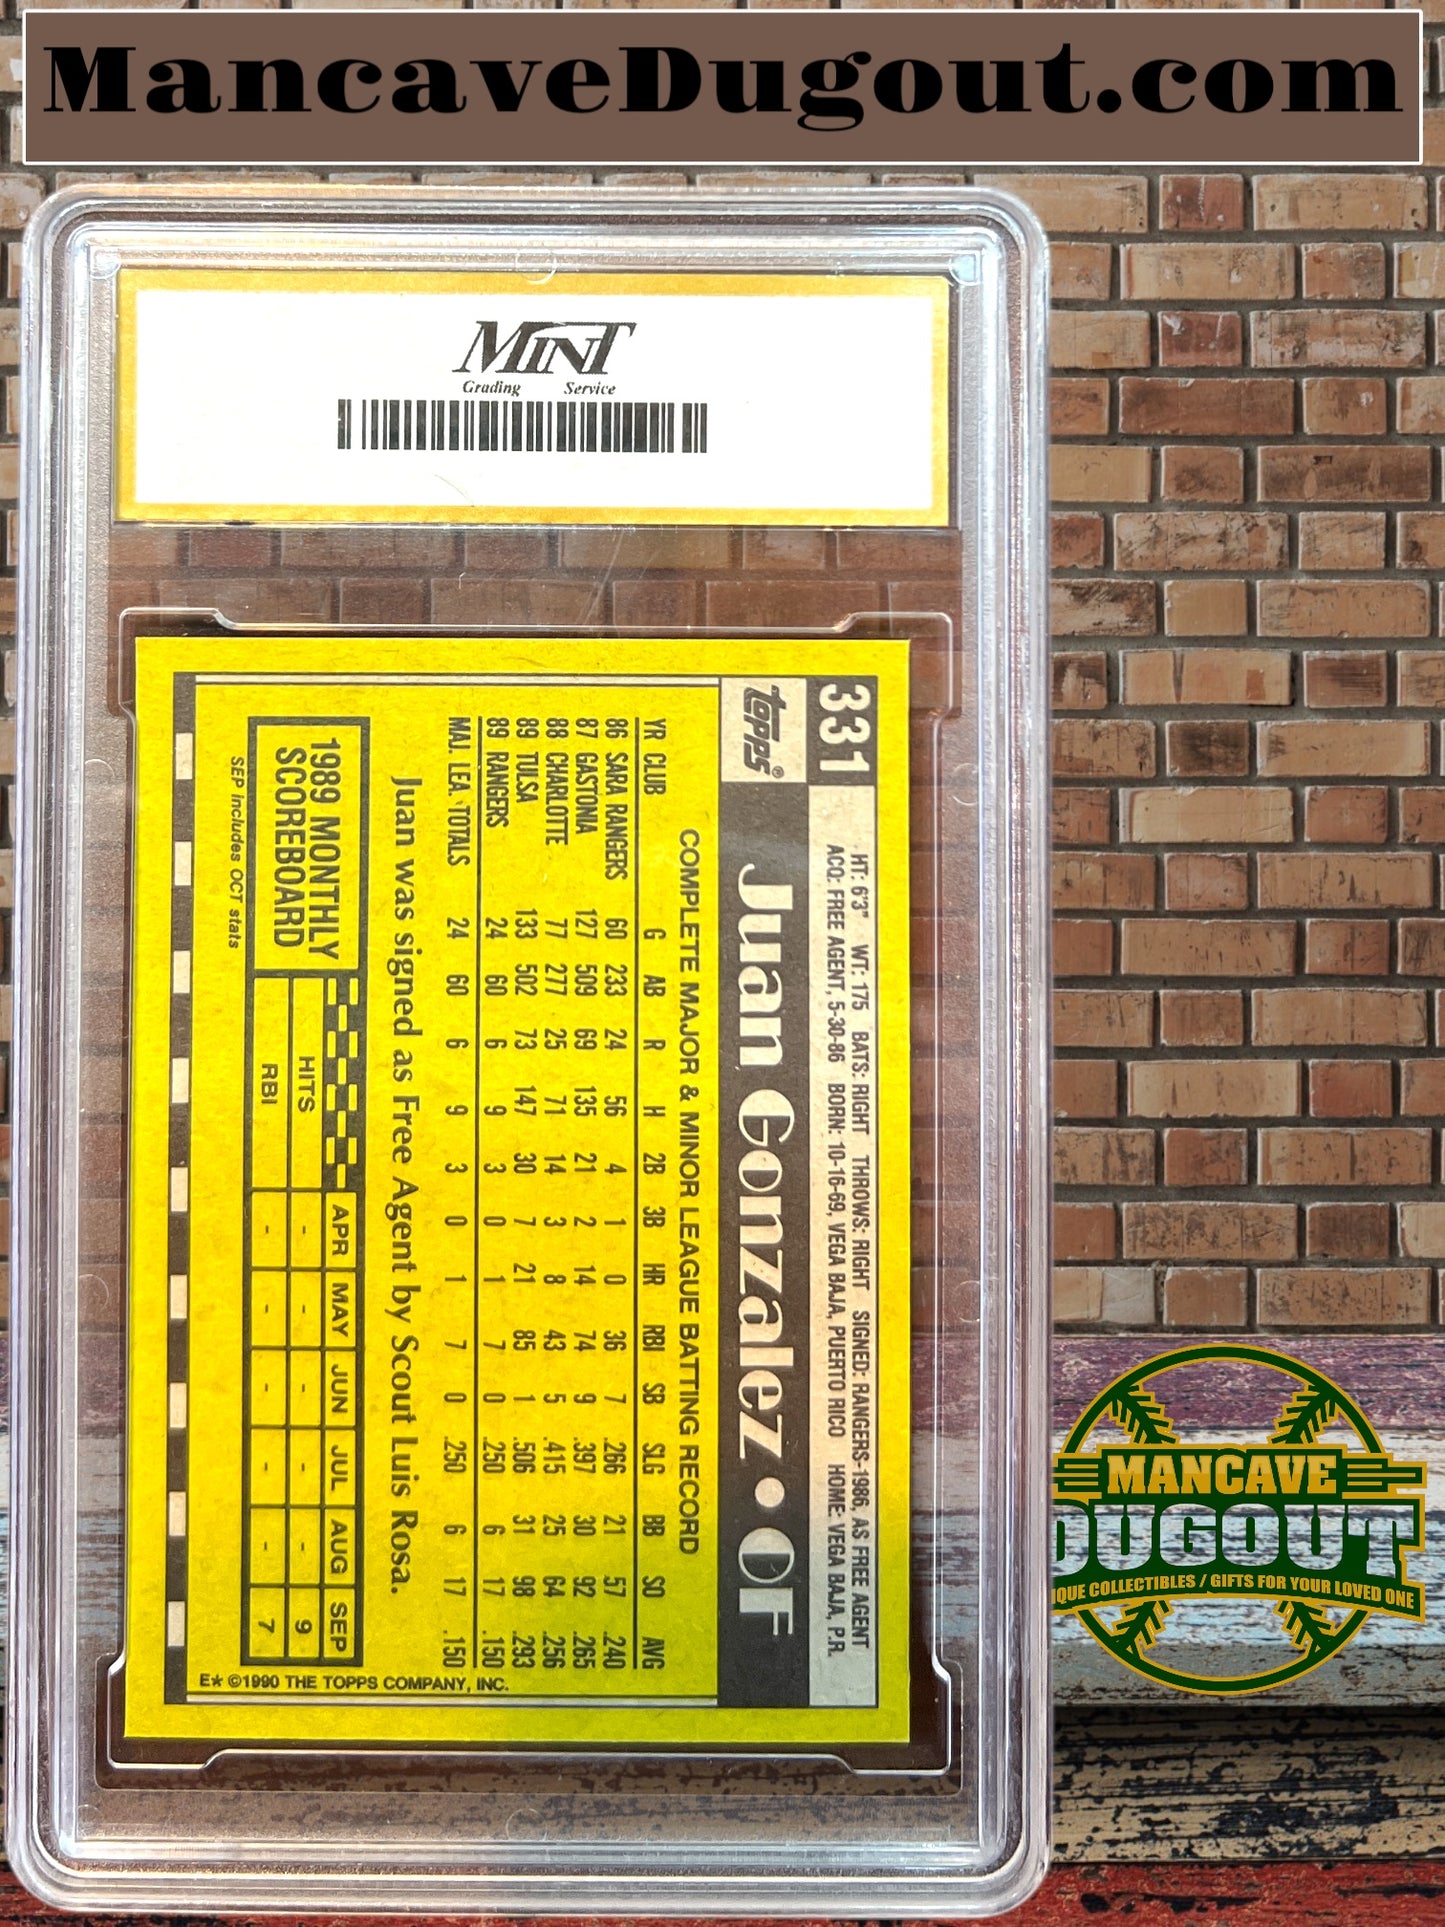 MancaveDugout.com
MINT
Grading Service
331
Topps®
HT: 6'3" WT: 175 BATS: RIGHT THROWS: RIGHT SIGNED: RANGERS-1986, AS FREE AGENT
ACQ: FREE AGENT, 5-30-86 BORN: 10-16-69, VEGA BAJA, PUERTO RICO HOME: VEGA BAJA, P.R.
Juan Gonzalez • OF
COMPLETE MAJOR & MINOR LEAGUE BATTING RECORD
YR CLUB G AB R H 2B 3B HR RBI SB SLG BB SO AVG
86 SARA RANGERS 60 233 24 56 4 1 0 36 7 .266 21 57 .240
87 GASTONIA 127 509 69 135 21 2 14 74 9 .397 30 92 .265
88 CHARLOTTE 77 277 25 71 14 3 8 43 5 .415 25 64 .256
89 TULSA 133 502 73 147 30 7 21 85 1 .506 31 98 .293
89 RANGERS 24 60 6 9 3 0 1 7 0 .250 6 17 .150
MAJ. LEA. TOTALS 24 60 6 9 3 0 1 7 0 .250 6 17 .150
Juan was signed as Free Agent by Scout Luis Rosa.
1989 MONTHLY
SCOREBOARD
APR MAY JUN JUL AUG SEP
HITS - - - - - 9
RBI - - - - - 7
SEP includes OCT stats
E* ©1990 THE TOPPS COMPANY, INC.
MANCAVE
DUGOUT
IQUE COLLECTIBLES / GIFTS FOR YOUR LOVED ONE